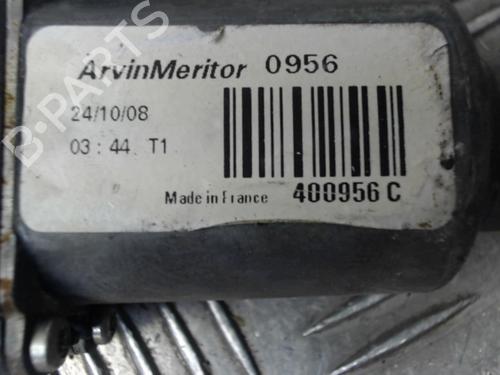 B-PARTS
ArvinMeritor 0956
24/10/08
03:44 T1
Made in France 400956 C